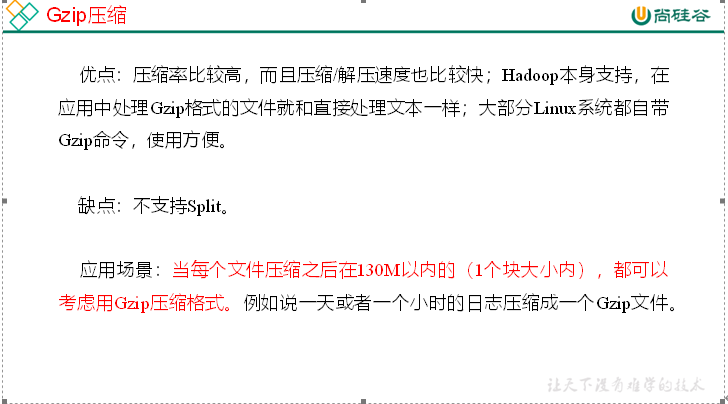 Gzip压缩
尚硅谷
优点：压缩率比较高，而且压缩/解压速度也比较快；Hadoop本身支持，在
应用中处理Gzip格式的文件就和直接处理文本一样；大部分Linux系统都自带
Gzip命令，使用方便。
缺点：不支持Split。
应用场景：当每个文件压缩之后在130M以内的（1个块大小内），都可以
考虑用Gzip压缩格式。例如说一天或者一个小时的日志压缩成一个Gzip文件。
让天下没有难学的技术